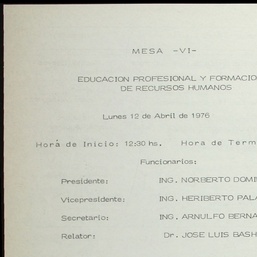 MESA -VI-
EDUCACION PROFESIONAL Y FORMACIO
DE RECURSOS HUMANOS
Lunes 12 de Abril de 1976
Hora de Inicio: 12:30 hs. Hora de Term
Funcionarios:
Presidente: ING. NORBERTO DOMI
Vicepresidente: ING. HERIBERTO PALA
Secretario: ING. ARNULFO BERNA
Relator: Dr. JOSE LUIS BASH